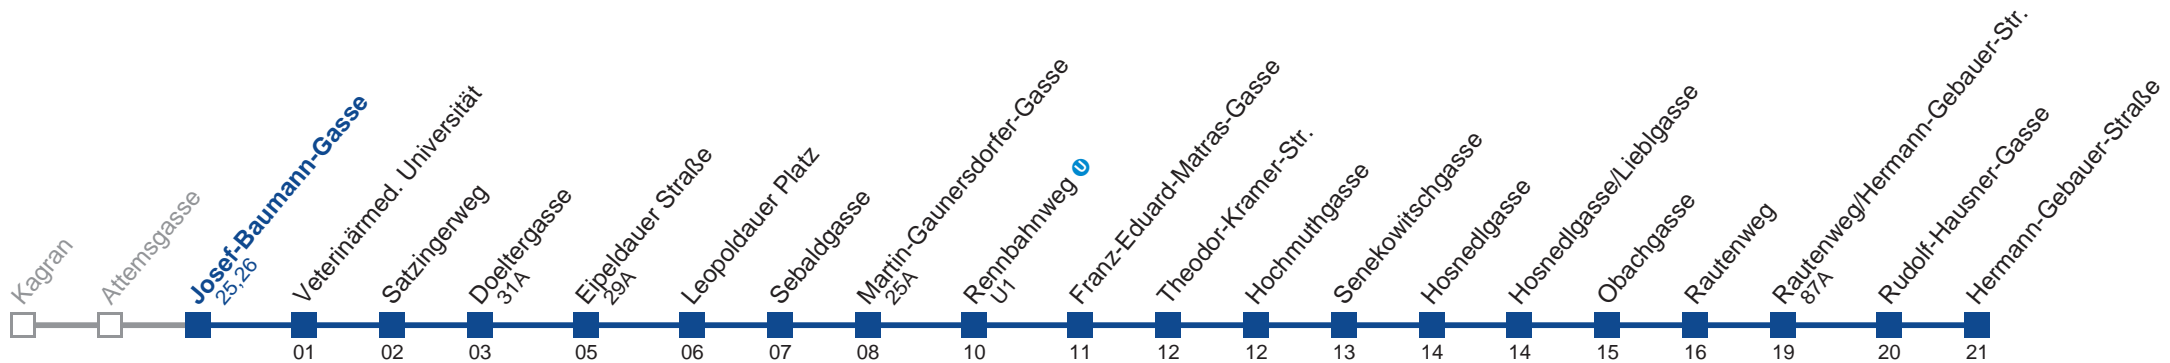 Kagran
Attemsgasse
Josef-Baumann-Gasse
25,26
Veterinärmed. Universität
01
Satzingerweg
02
Doeltergasse
31A
03
Eipeldauer Straße
29A
05
Leopoldauer Platz
06
Sebaldgasse
07
Martin-Gaunersdorfer-Gasse
25A
08
Rennbahnweg U
U1
10
Franz-Eduard-Matras-Gasse
11
Theodor-Kramer-Str.
12
Hochmuthgasse
12
Senekowitschgasse
13
Hosnedlgasse
14
Hosnedlgasse/Lieblgasse
14
Obachgasse
15
Rautenweg
16
Rautenweg/Hermann-Gebauer-Str.
87A
19
Rudolf-Hausner-Gasse
20
Hermann-Gebauer-Straße
21